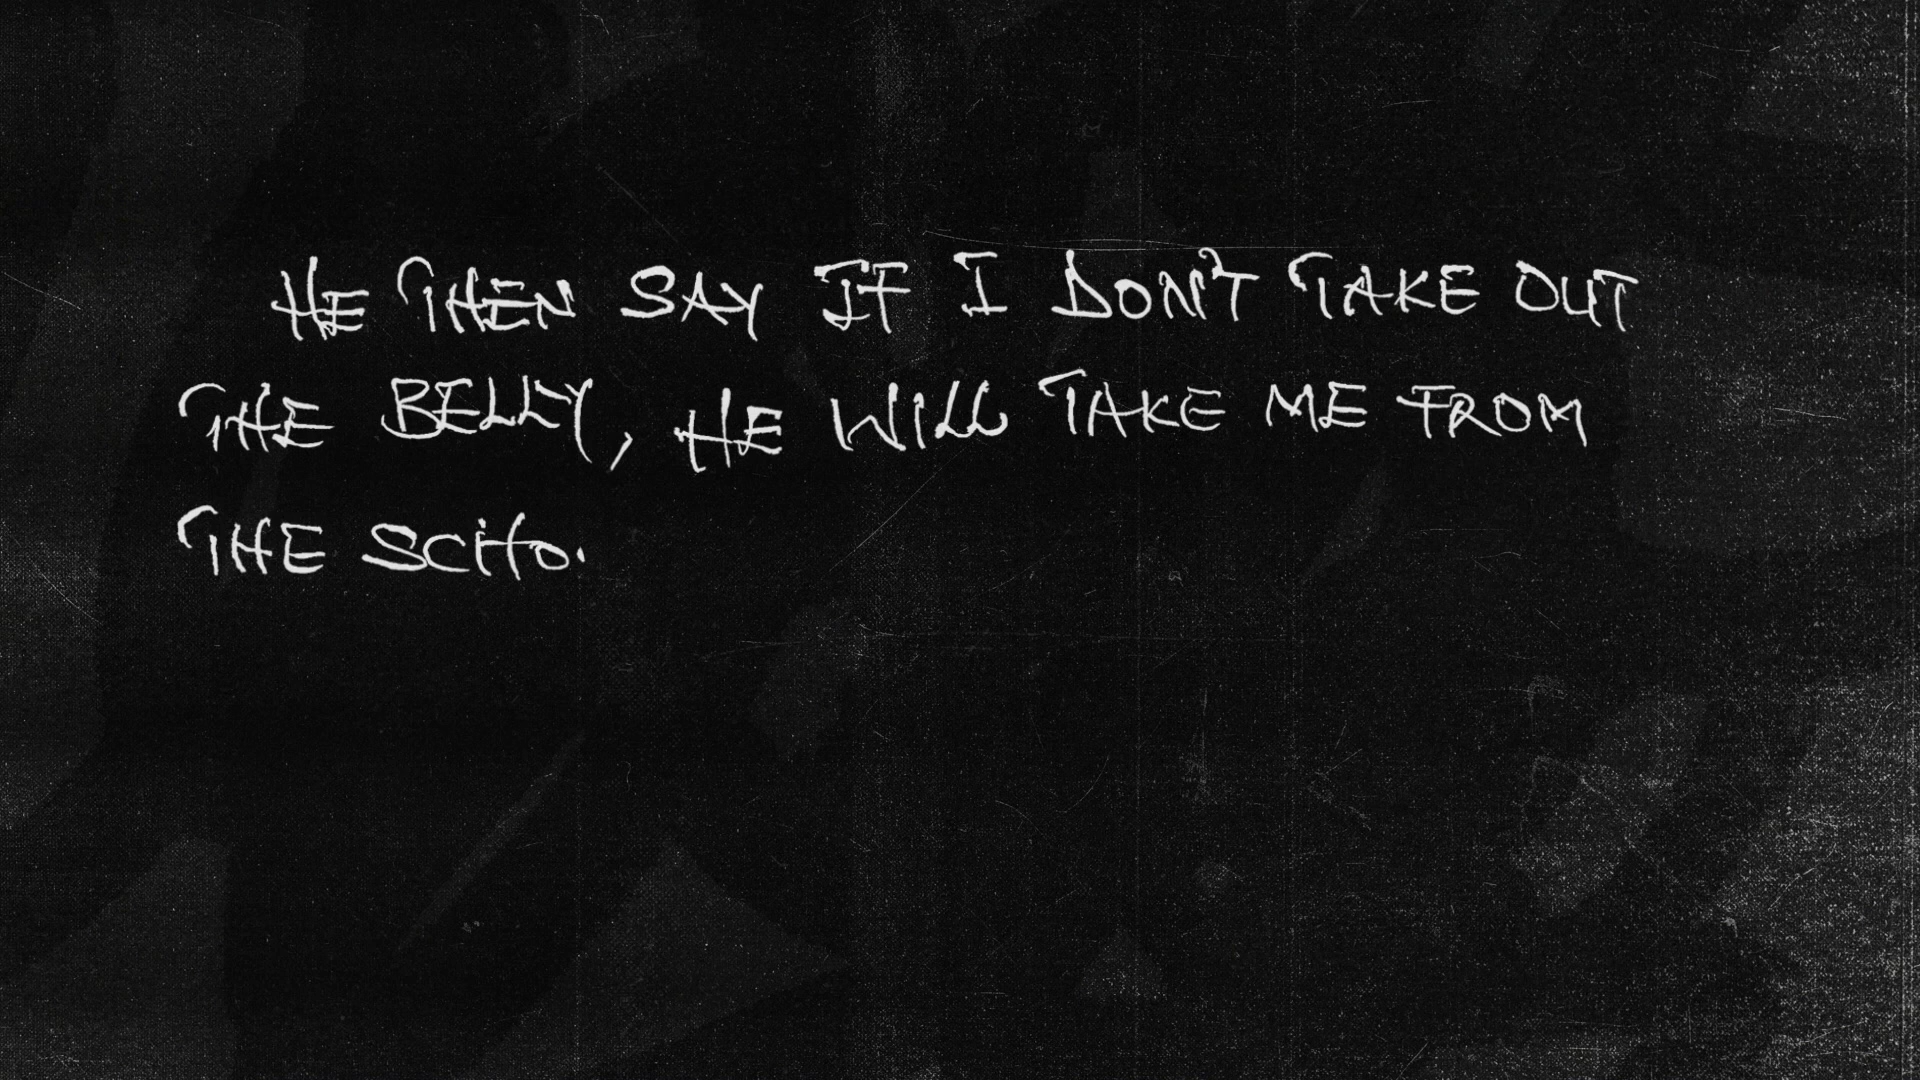 HE THEN SAY IF I DON'T TAKE OUT
THE BELLY, HE WILL TAKE ME FROM
THE SCHO.